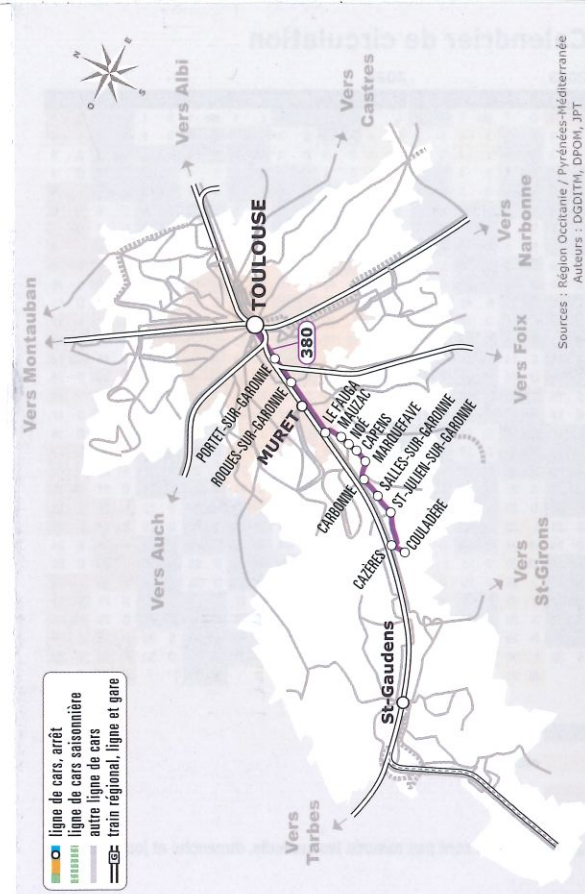 Calendrier de circulation
N
E
S
O
Vers Montauban
Vers Albi
Vers
Castres
Vers
Narbonne
Vers Foix
Vers
St-Girons
Vers
Tarbes
Vers Auch
TOULOUSE
380
PORTET-SUR-GARONNE
ROQUES-SUR-GARONNE
MURET
LE FAUGA
MAUZAC
NOÉ
CAPENS
MARQUEFAVE
CARBONNE
SALLES-SUR-GARONNE
ST-JULIEN-SUR-GARONNE
CAZÈRES
COULADÈRE
St-Gaudens
ligne de cars, arrêt
ligne de cars saisonnière
autre ligne de cars
G
train régional, ligne et gare
Sources : Région Occitanie / Pyrénées-Méditerranée
Auteurs : DGDITM, DPOM, JPT